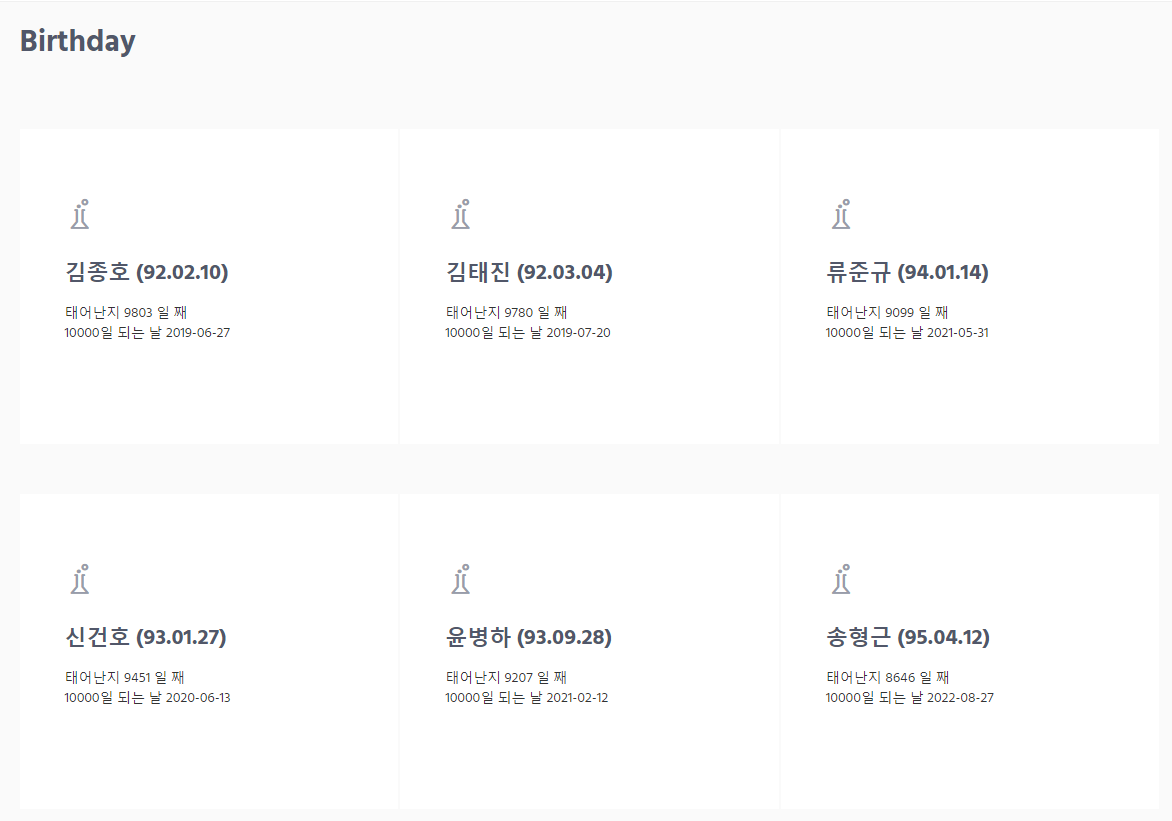 Birthday
김종호 (92.02.10)
태어난지 9803 일 째
10000일 되는 날 2019-06-27
김태진 (92.03.04)
태어난지 9780 일 째
10000일 되는 날 2019-07-20
류준규 (94.01.14)
태어난지 9099 일 째
10000일 되는 날 2021-05-31
신건호 (93.01.27)
태어난지 9451 일 째
10000일 되는 날 2020-06-13
윤병하 (93.09.28)
태어난지 9207 일 째
10000일 되는 날 2021-02-12
송형근 (95.04.12)
태어난지 8646 일 째
10000일 되는 날 2022-08-27